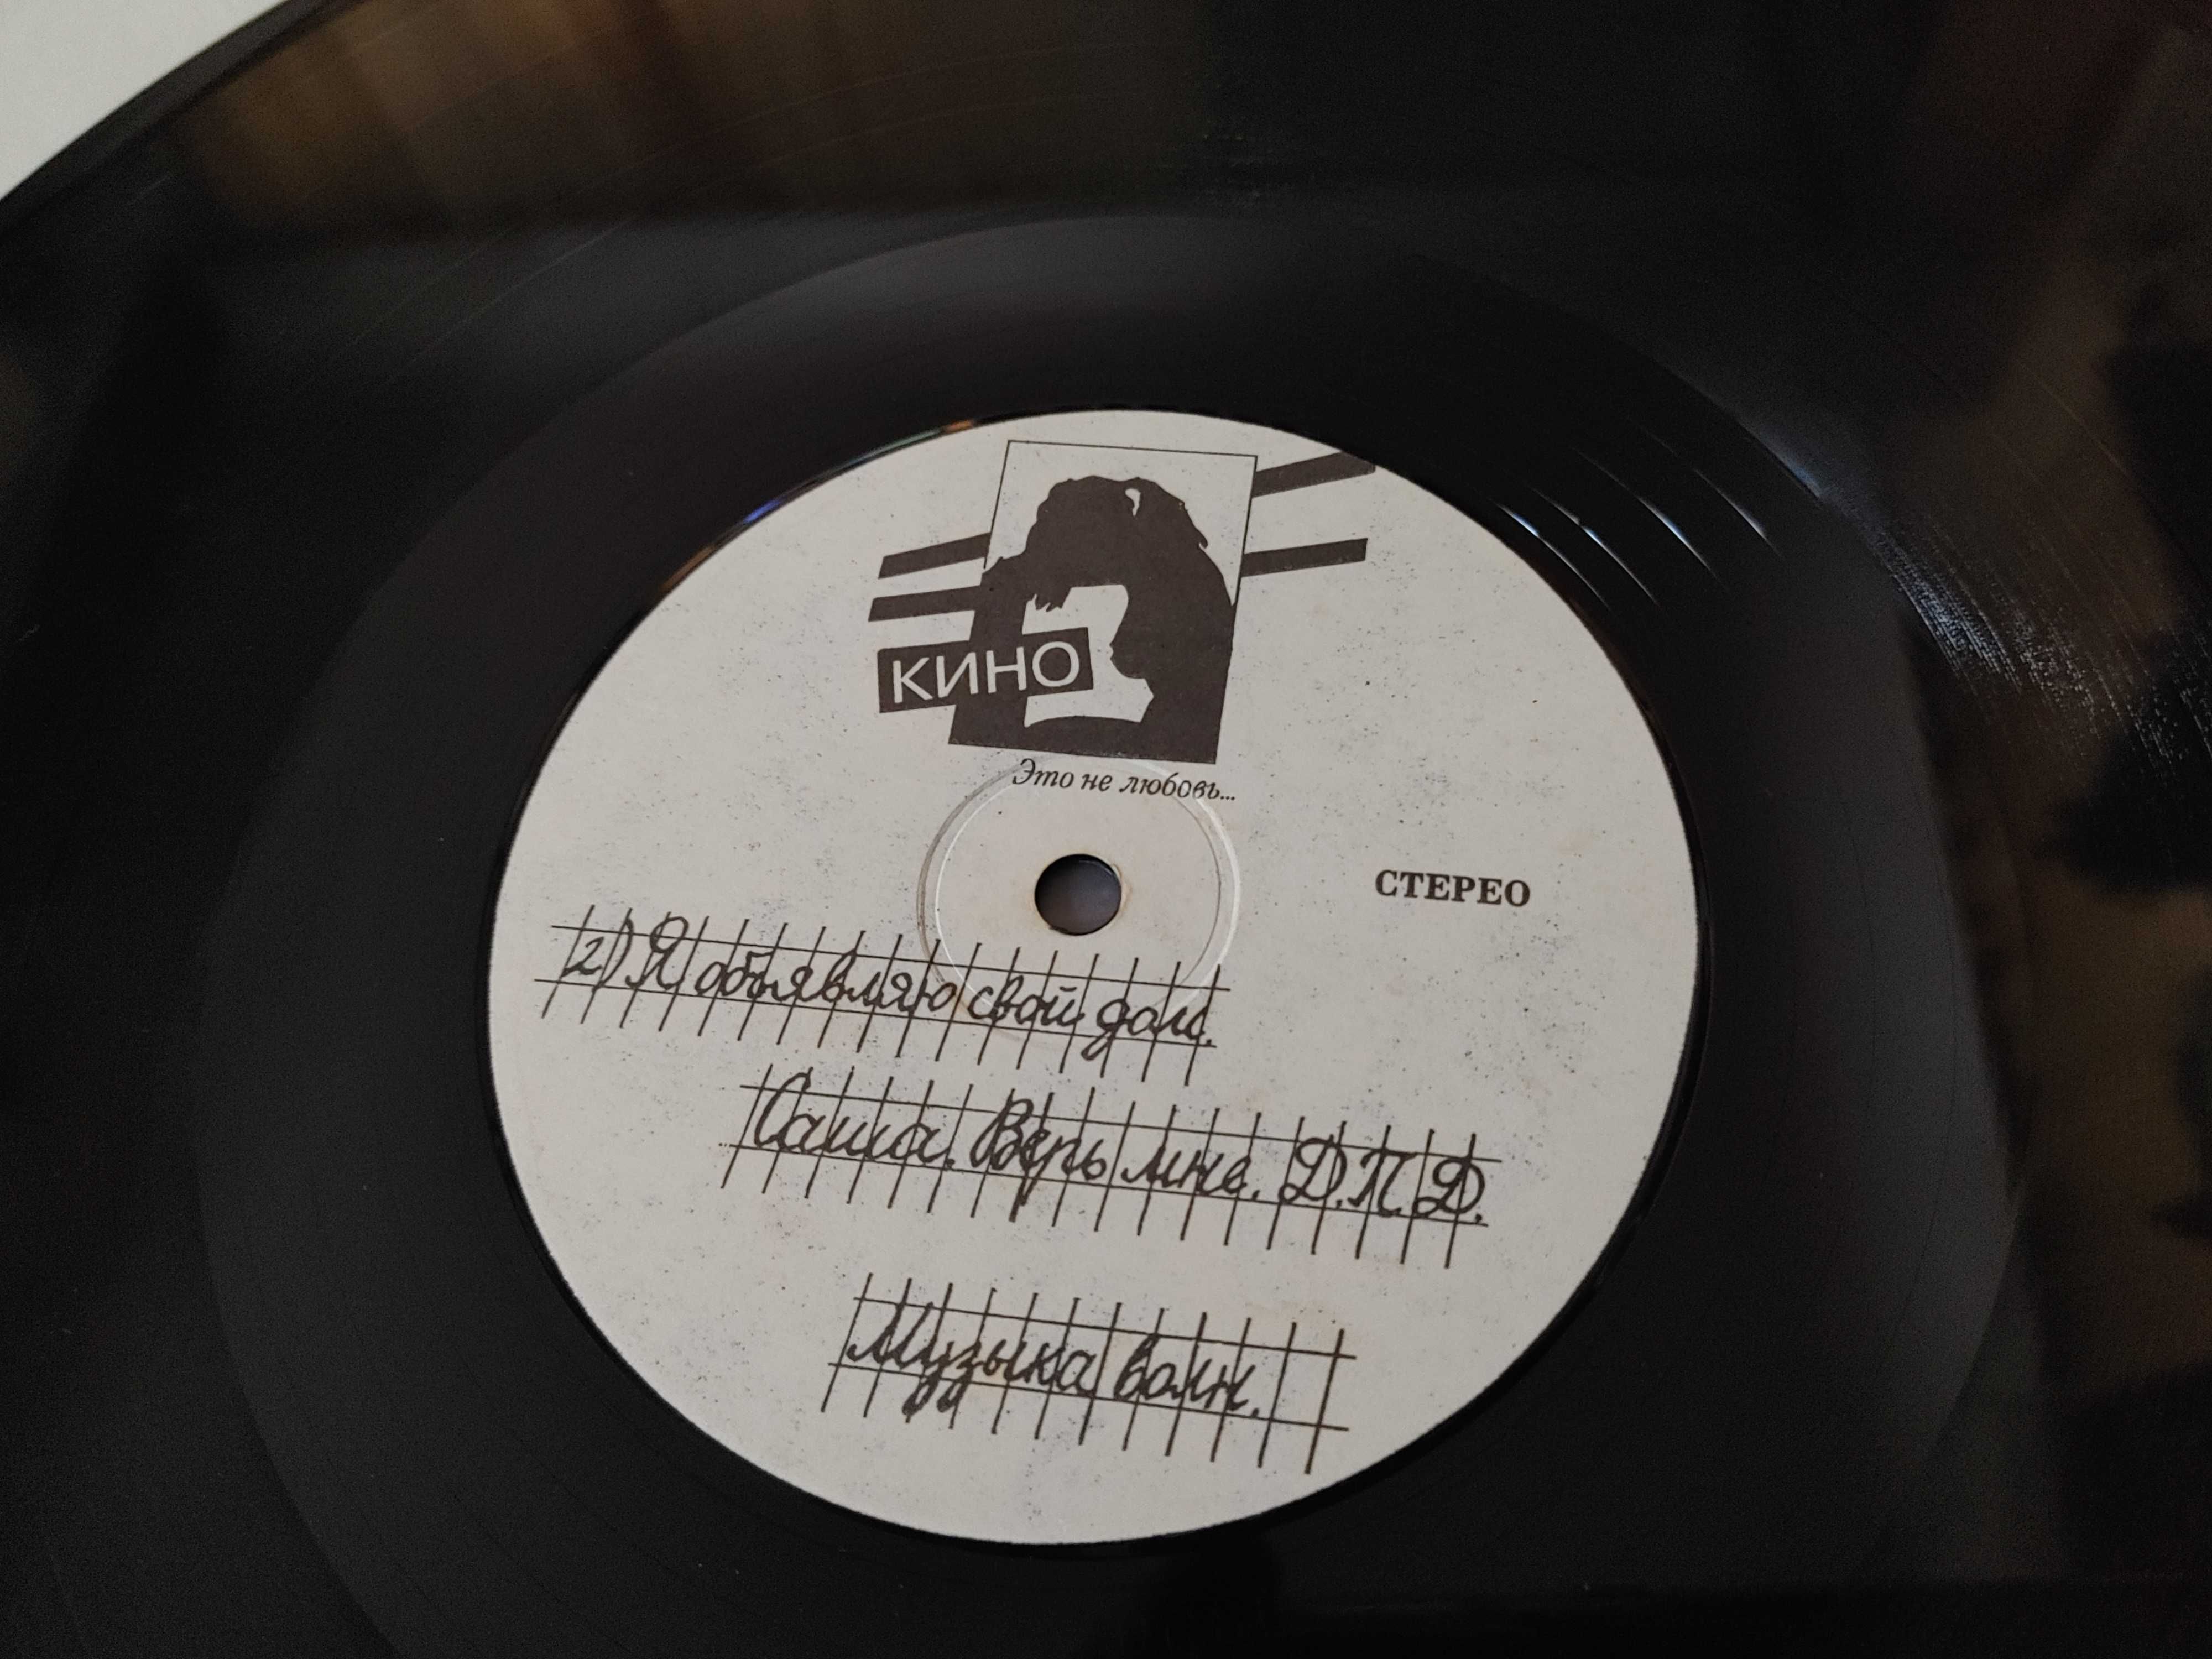 КИНО
Это не любовь...
СТЕРЕО
2) Я объявляю свой дом.
Саша. Верь мне. Д.П.Д.
Музыка волн.